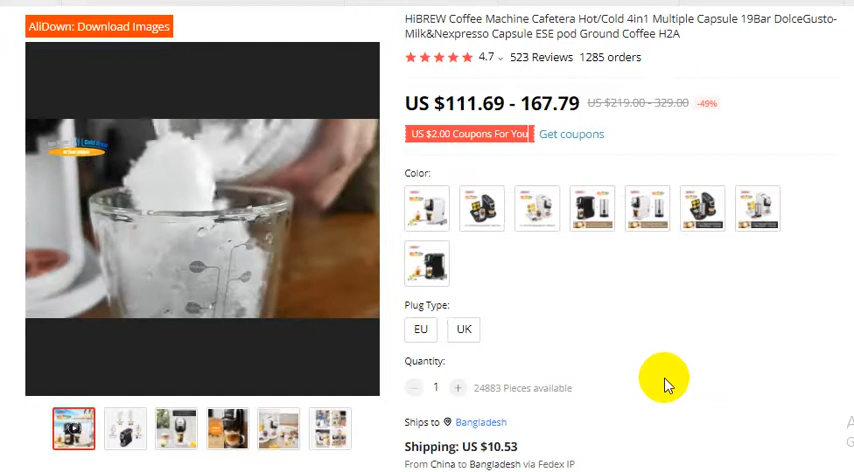 AliDown: Download Images
HiBREW Coffee Machine Cafetera Hot/Cold 4in1 Multiple Capsule 19Bar DolceGusto-
Milk&Nexpresso Capsule ESE pod Ground Coffee H2A
4.7 523 Reviews 1285 orders
US $111.69 - 167.79 US $219.00 - 329.00 -49%
US $2.00 Coupons For You Get coupons
Color:
Plug Type:
EU UK
Quantity:
− 1 + 24883 Pieces available
Ships to Bangladesh
Shipping: US $10.53
From China to Bangladesh via Fedex IP